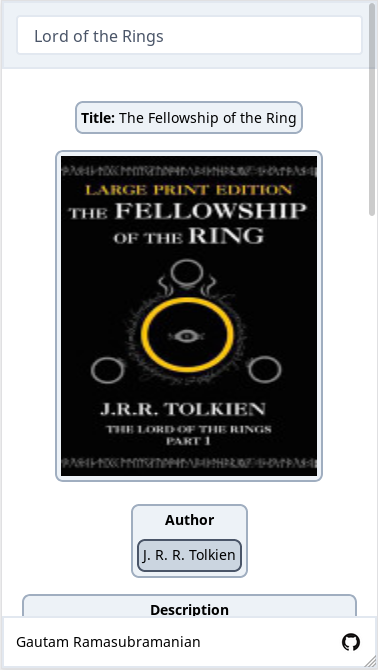 Lord of the Rings
Title: The Fellowship of the Ring
LARGE PRINT EDITION
THE FELLOWSHIP
OF THE RING
J.R.R. TOLKIEN
THE LORD OF THE RINGS
PART 1
Author
J. R. R. Tolkien
Description
Gautam Ramasubramanian